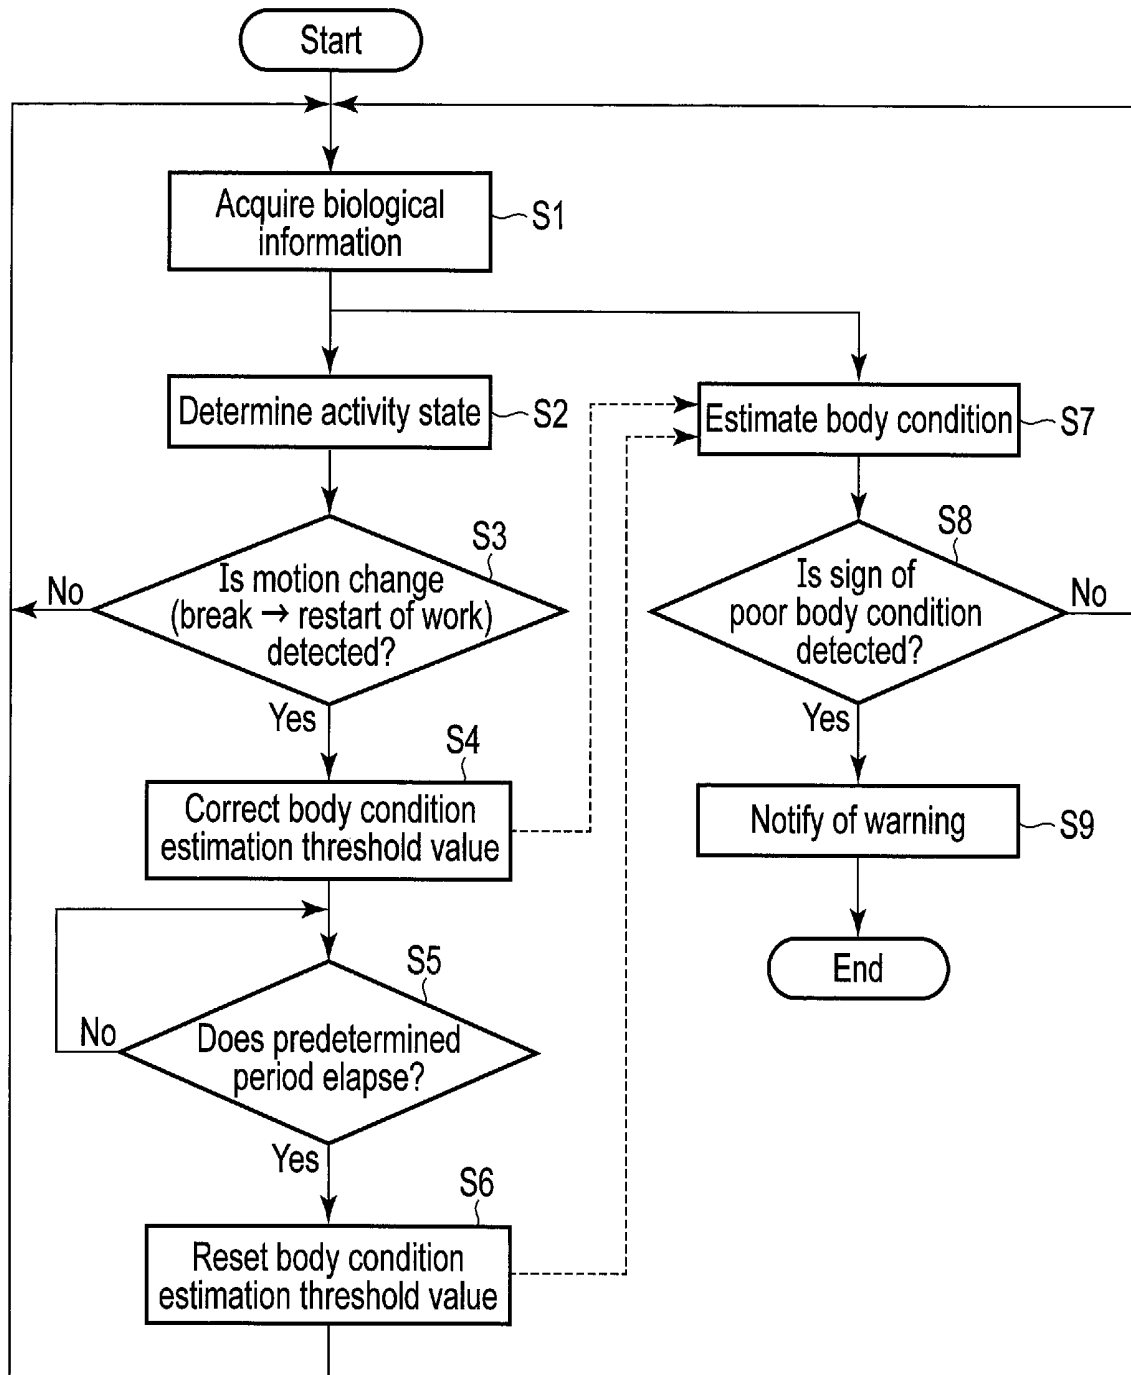 Start
Acquire biological
information
S1
Determine activity state
S2
Is motion change
(break → restart of work)
detected?
S3
No
Yes
Correct body condition
estimation threshold value
S4
Does predetermined
period elapse?
S5
No
Yes
Reset body condition
estimation threshold value
S6
Estimate body condition
S7
Is sign of
poor body condition
detected?
S8
No
Yes
Notify of warning
S9
End